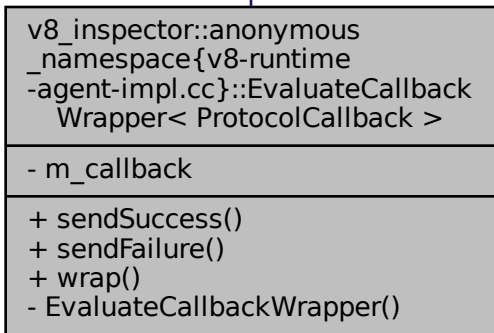 v8_inspector::anonymous
_namespace{v8-runtime
-agent-impl.cc}::EvaluateCallback
Wrapper< ProtocolCallback >
- m_callback
+ sendSuccess()
+ sendFailure()
+ wrap()
- EvaluateCallbackWrapper()